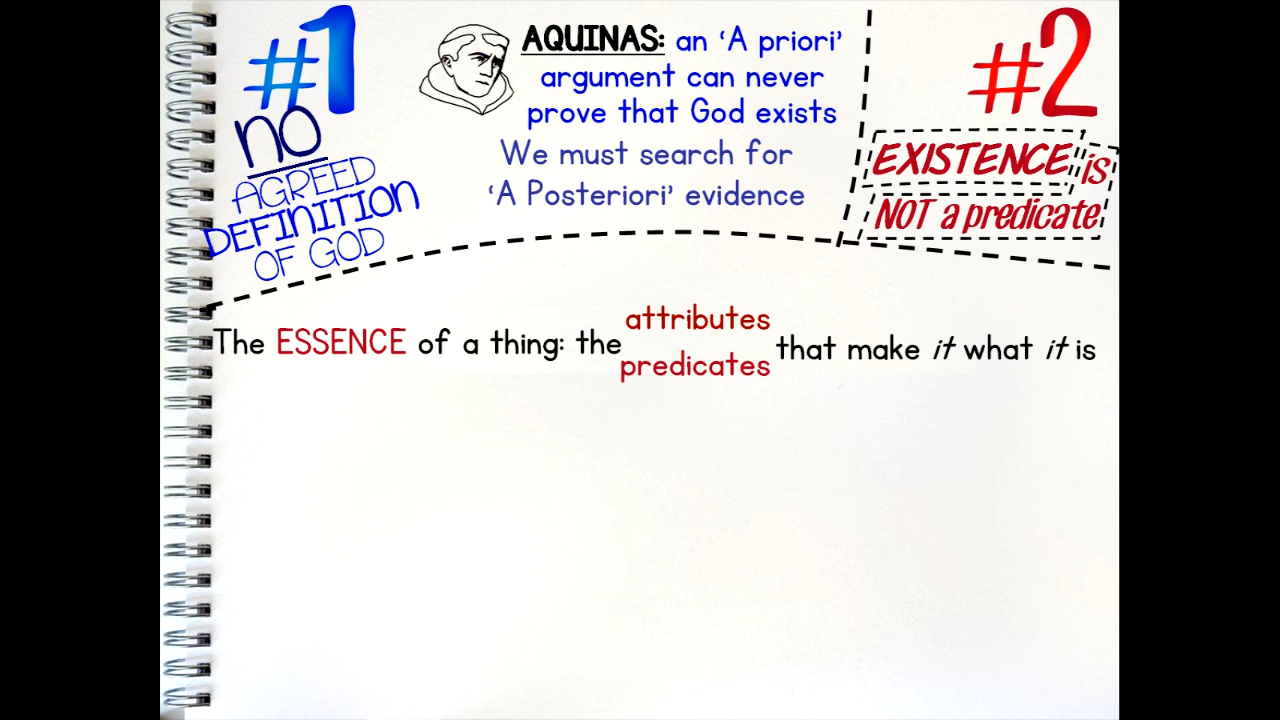 #1
no
AGREED
DEFINITION
OF GOD
AQUINAS: an ‘A priori’
argument can never
prove that God exists
We must search for
‘A Posteriori’ evidence
#2
EXISTENCE is
NOT a predicate
The ESSENCE of a thing: the attributes predicates that make it what it is